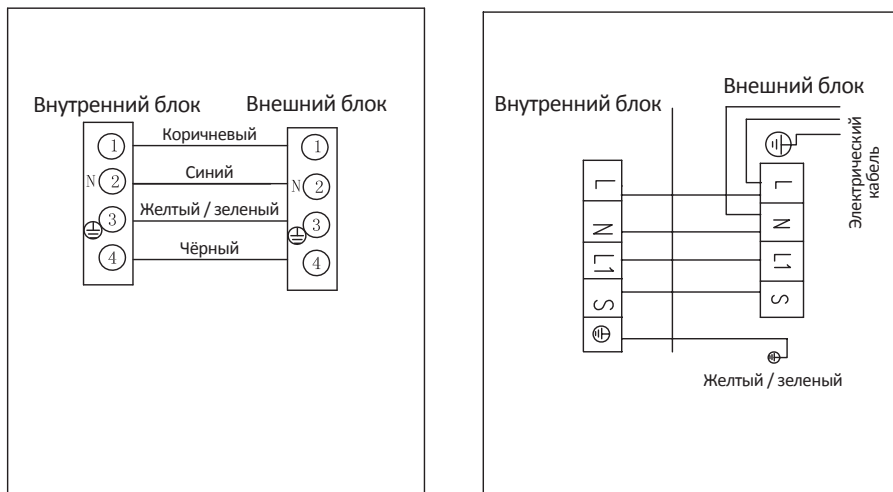 Внутренний блок Внешний блок
1 Коричневый 1
N 2 Синий N 2
3 Желтый / зеленый 3
4 Чёрный 4
Внутренний блок Внешний блок
Электрический
кабель
L L
N N
L1 L1
S S
Желтый / зеленый